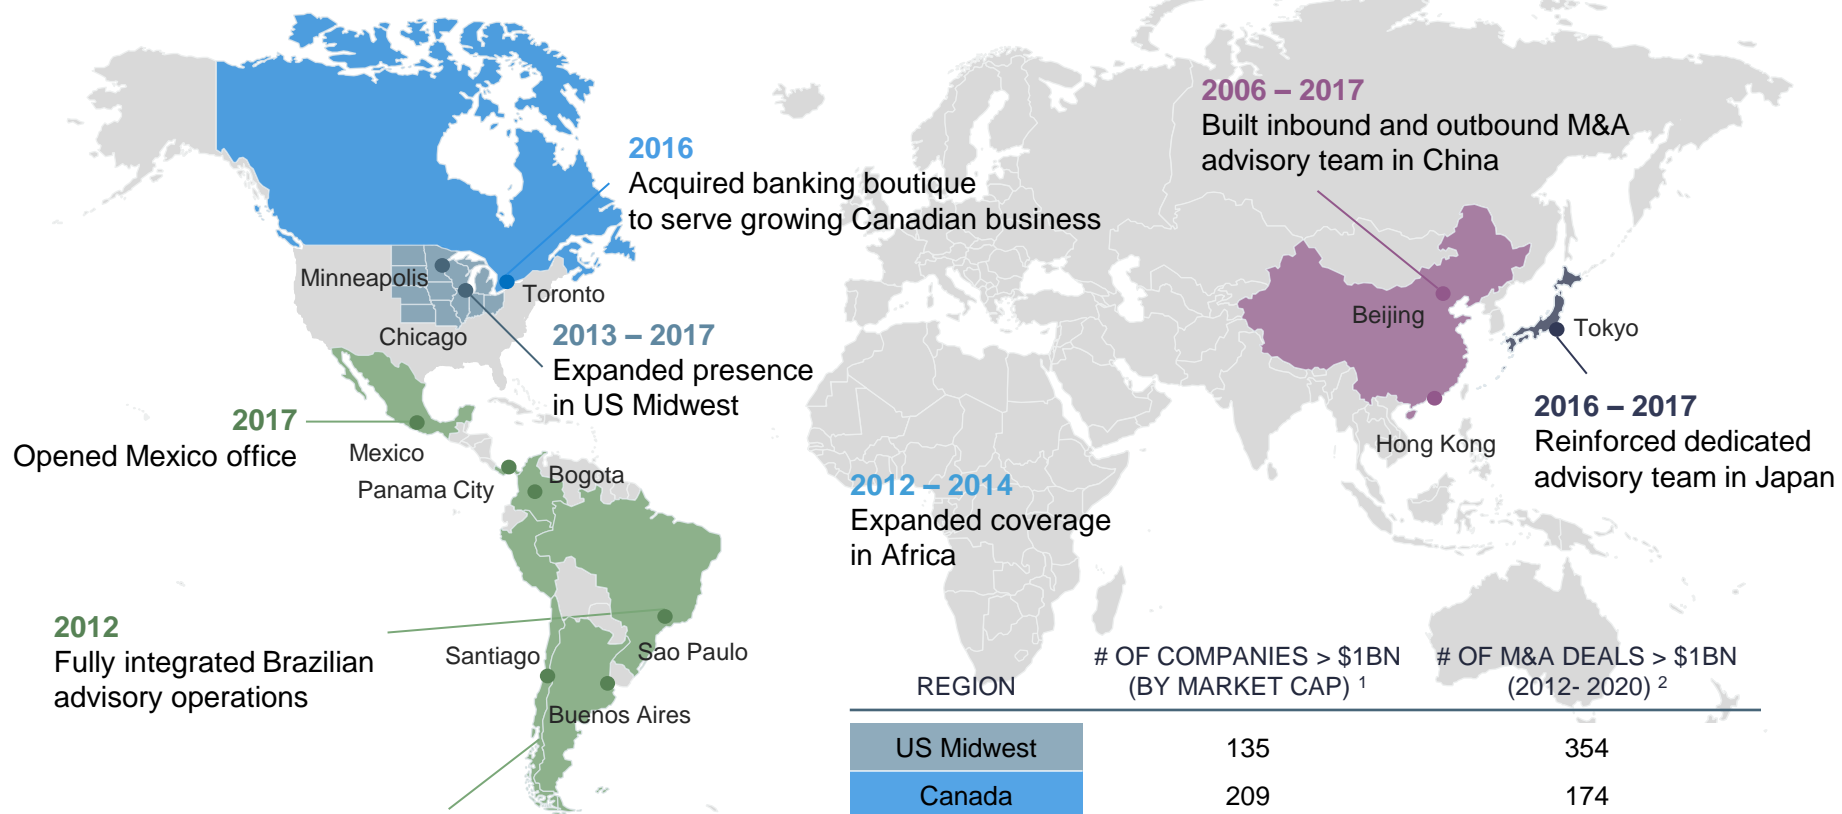 2006 – 2017
Built inbound and outbound M&A
advisory team in China
2016
Acquired banking boutique
to serve growing Canadian business
Minneapolis
Toronto
Chicago
2013 – 2017
Expanded presence
in US Midwest
Beijing
Tokyo
Hong Kong
2016 – 2017
Reinforced dedicated
advisory team in Japan
2017
Opened Mexico office
Mexico
Panama City
Bogota
2012 – 2014
Expanded coverage
in Africa
2012
Fully integrated Brazilian
advisory operations
Santiago
Sao Paulo
Buenos Aires
REGION
# OF COMPANIES > $1BN
(BY MARKET CAP) 1
# OF M&A DEALS > $1BN
(2012- 2020) 2
US Midwest 135 354
Canada 209 174